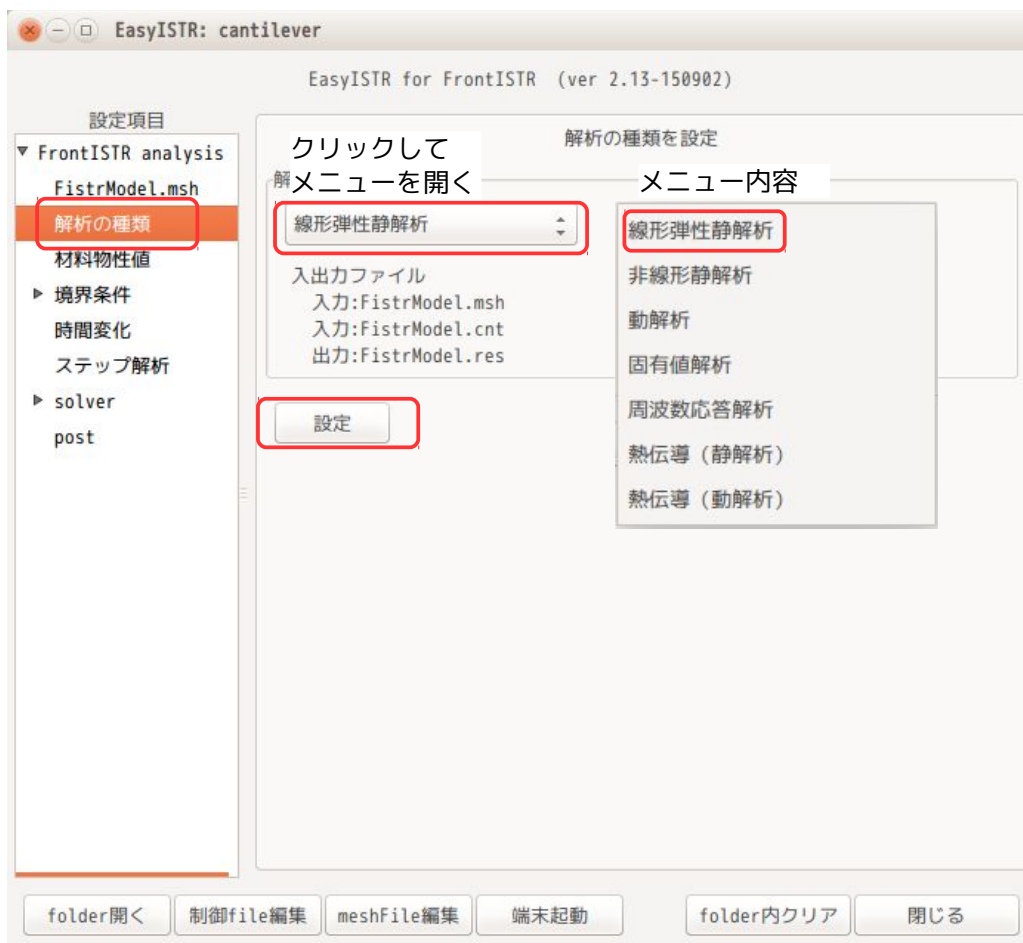 EasyISTR: cantilever
EasyISTR for FrontISTR (ver 2.13-150902)
設定項目
FrontISTR analysis
FistrModel.msh
解析の種類
材料物性値
境界条件
時間変化
ステップ解析
solver
post
解析の種類を設定
クリックして
メニューを開く
解
線形弾性静解析
入出力ファイル
入力:FistrModel.msh
入力:FistrModel.cnt
出力:FistrModel.res
設定
メニュー内容
線形弾性静解析
非線形静解析
動解析
固有値解析
周波数応答解析
熱伝導 (静解析)
熱伝導 (動解析)
folder開く 制御file編集 meshFile編集 端末起動 folder内クリア 閉じる